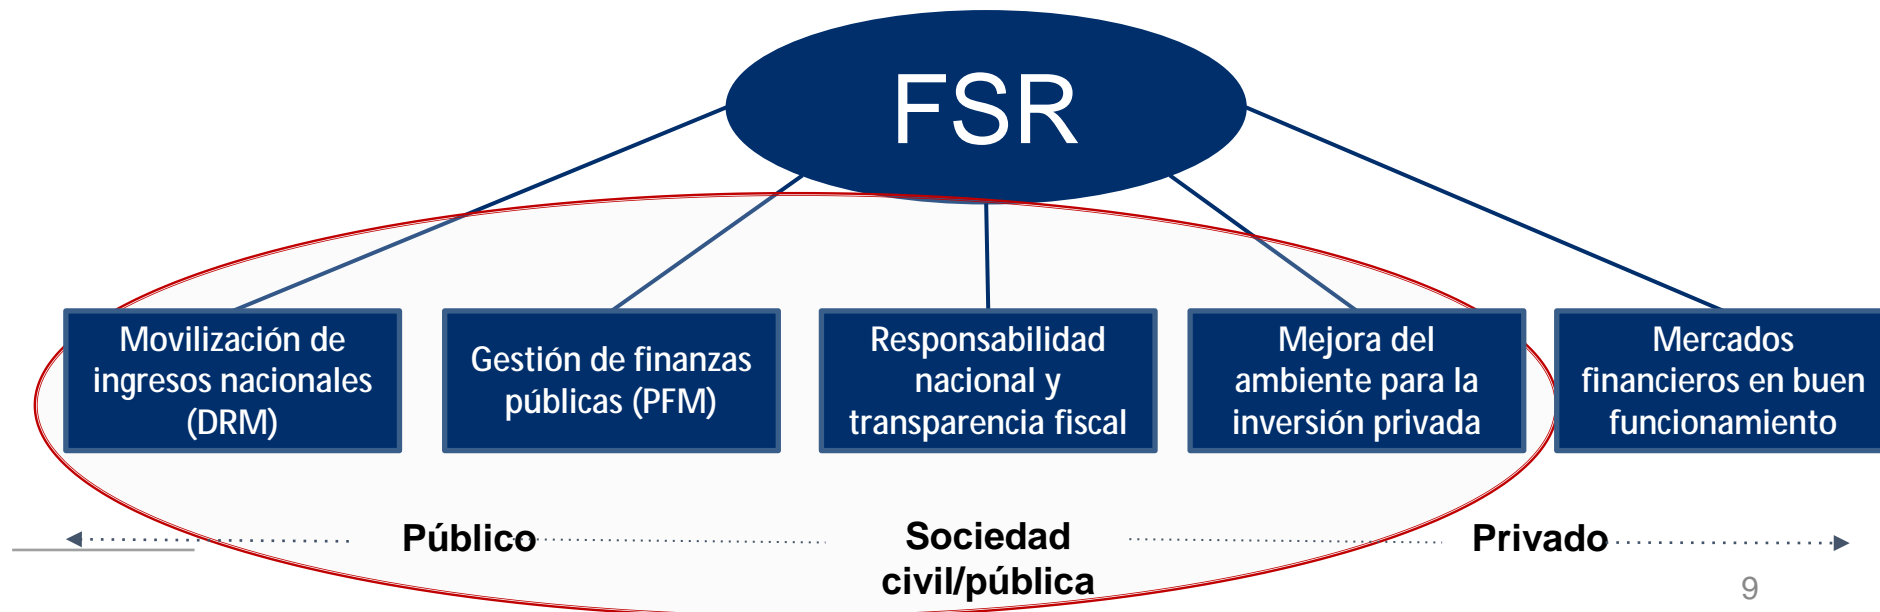 FSR
Movilización de
ingresos nacionales
(DRM)
Gestión de finanzas
públicas (PFM)
Responsabilidad
nacional y
transparencia fiscal
Mejora del
ambiente para la
inversión privada
Mercados
financieros en buen
funcionamiento
Público
Sociedad
civil/pública
Privado
9